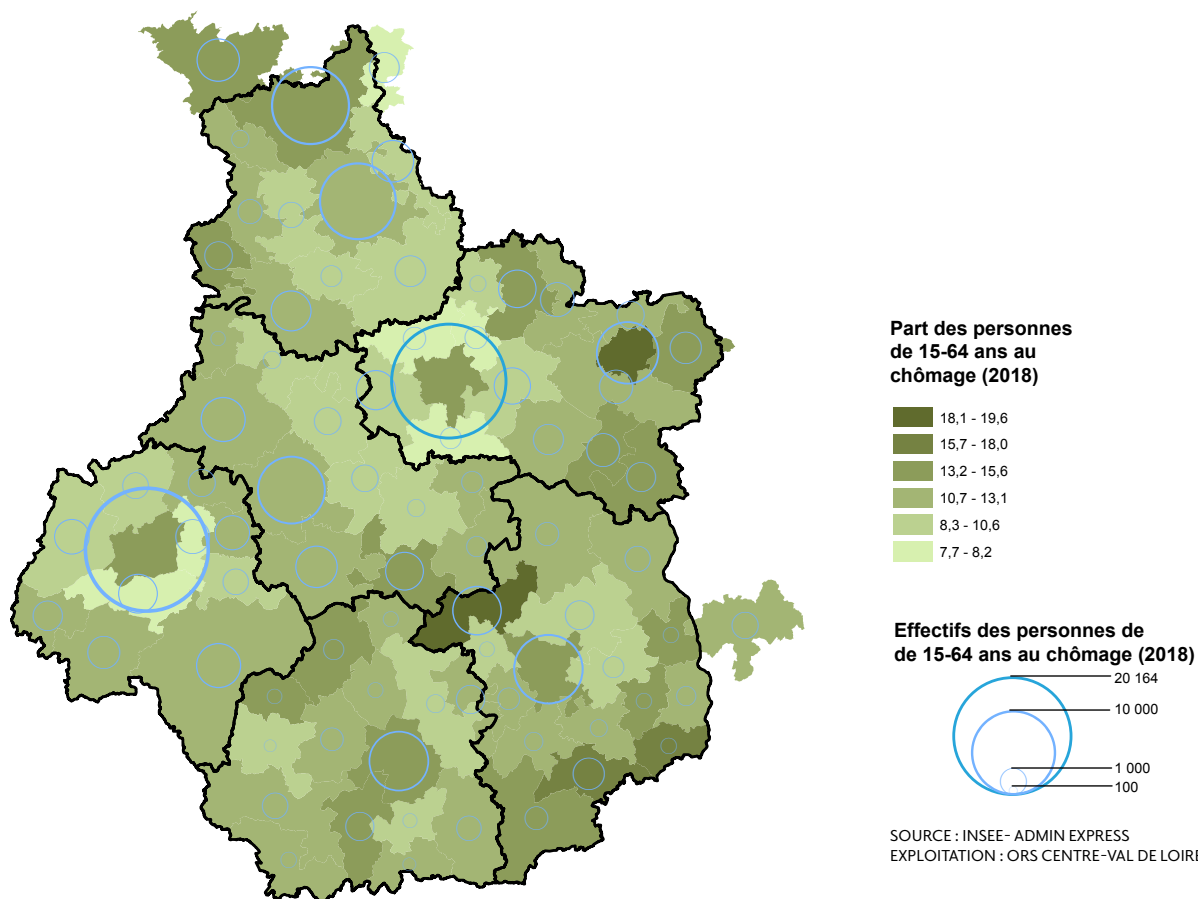 Part des personnes
de 15-64 ans au
chômage (2018)
18,1 - 19,6
15,7 - 18,0
13,2 - 15,6
10,7 - 13,1
8,3 - 10,6
7,7 - 8,2
Effectifs des personnes de
de 15-64 ans au chômage (2018)
20 164
10 000
1 000
100
SOURCE : INSEE- ADMIN EXPRESS
EXPLOITATION : ORS CENTRE-VAL DE LOIRE